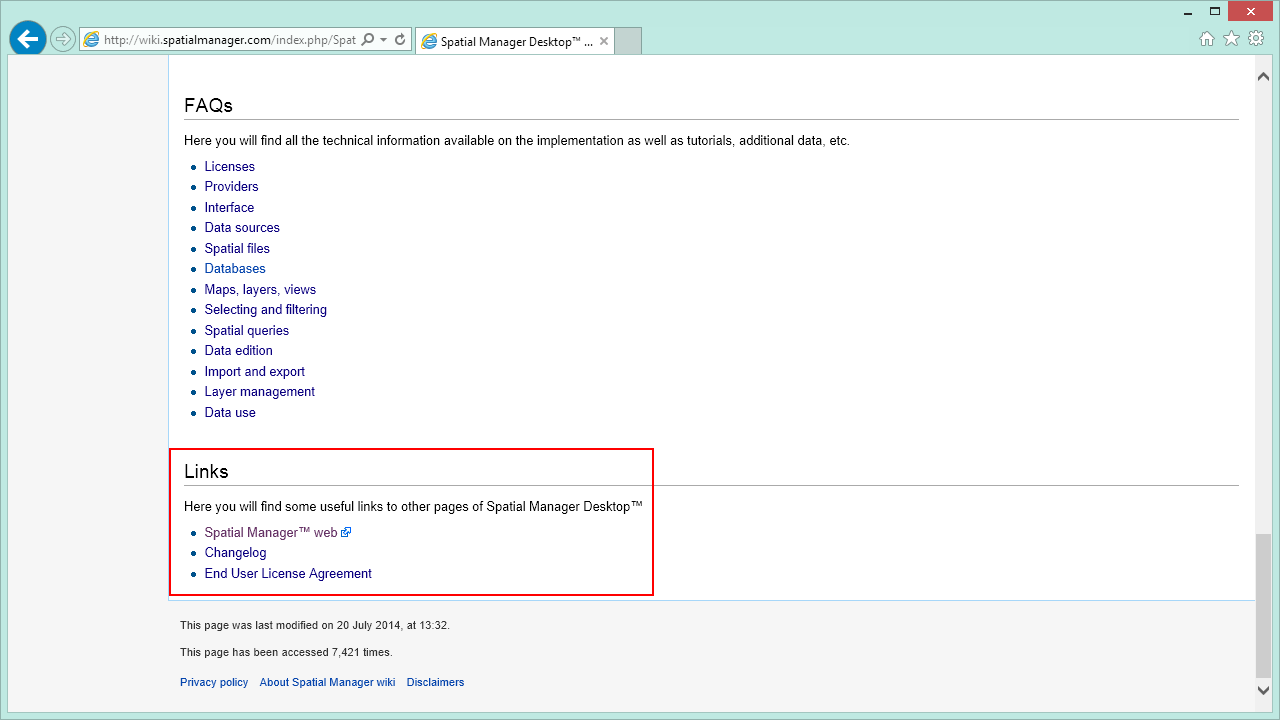 http://wiki.spatialmanager.com/index.php/Spat
Spatial Manager Desktop™ ...
FAQs
Here you will find all the technical information available on the implementation as well as tutorials, additional data, etc.
Licenses
Providers
Interface
Data sources
Spatial files
Databases
Maps, layers, views
Selecting and filtering
Spatial queries
Data edition
Import and export
Layer management
Data use
Links
Here you will find some useful links to other pages of Spatial Manager Desktop™
Spatial Manager™ web
Changelog
End User License Agreement
This page was last modified on 20 July 2014, at 13:32.
This page has been accessed 7,421 times.
Privacy policy About Spatial Manager wiki Disclaimers